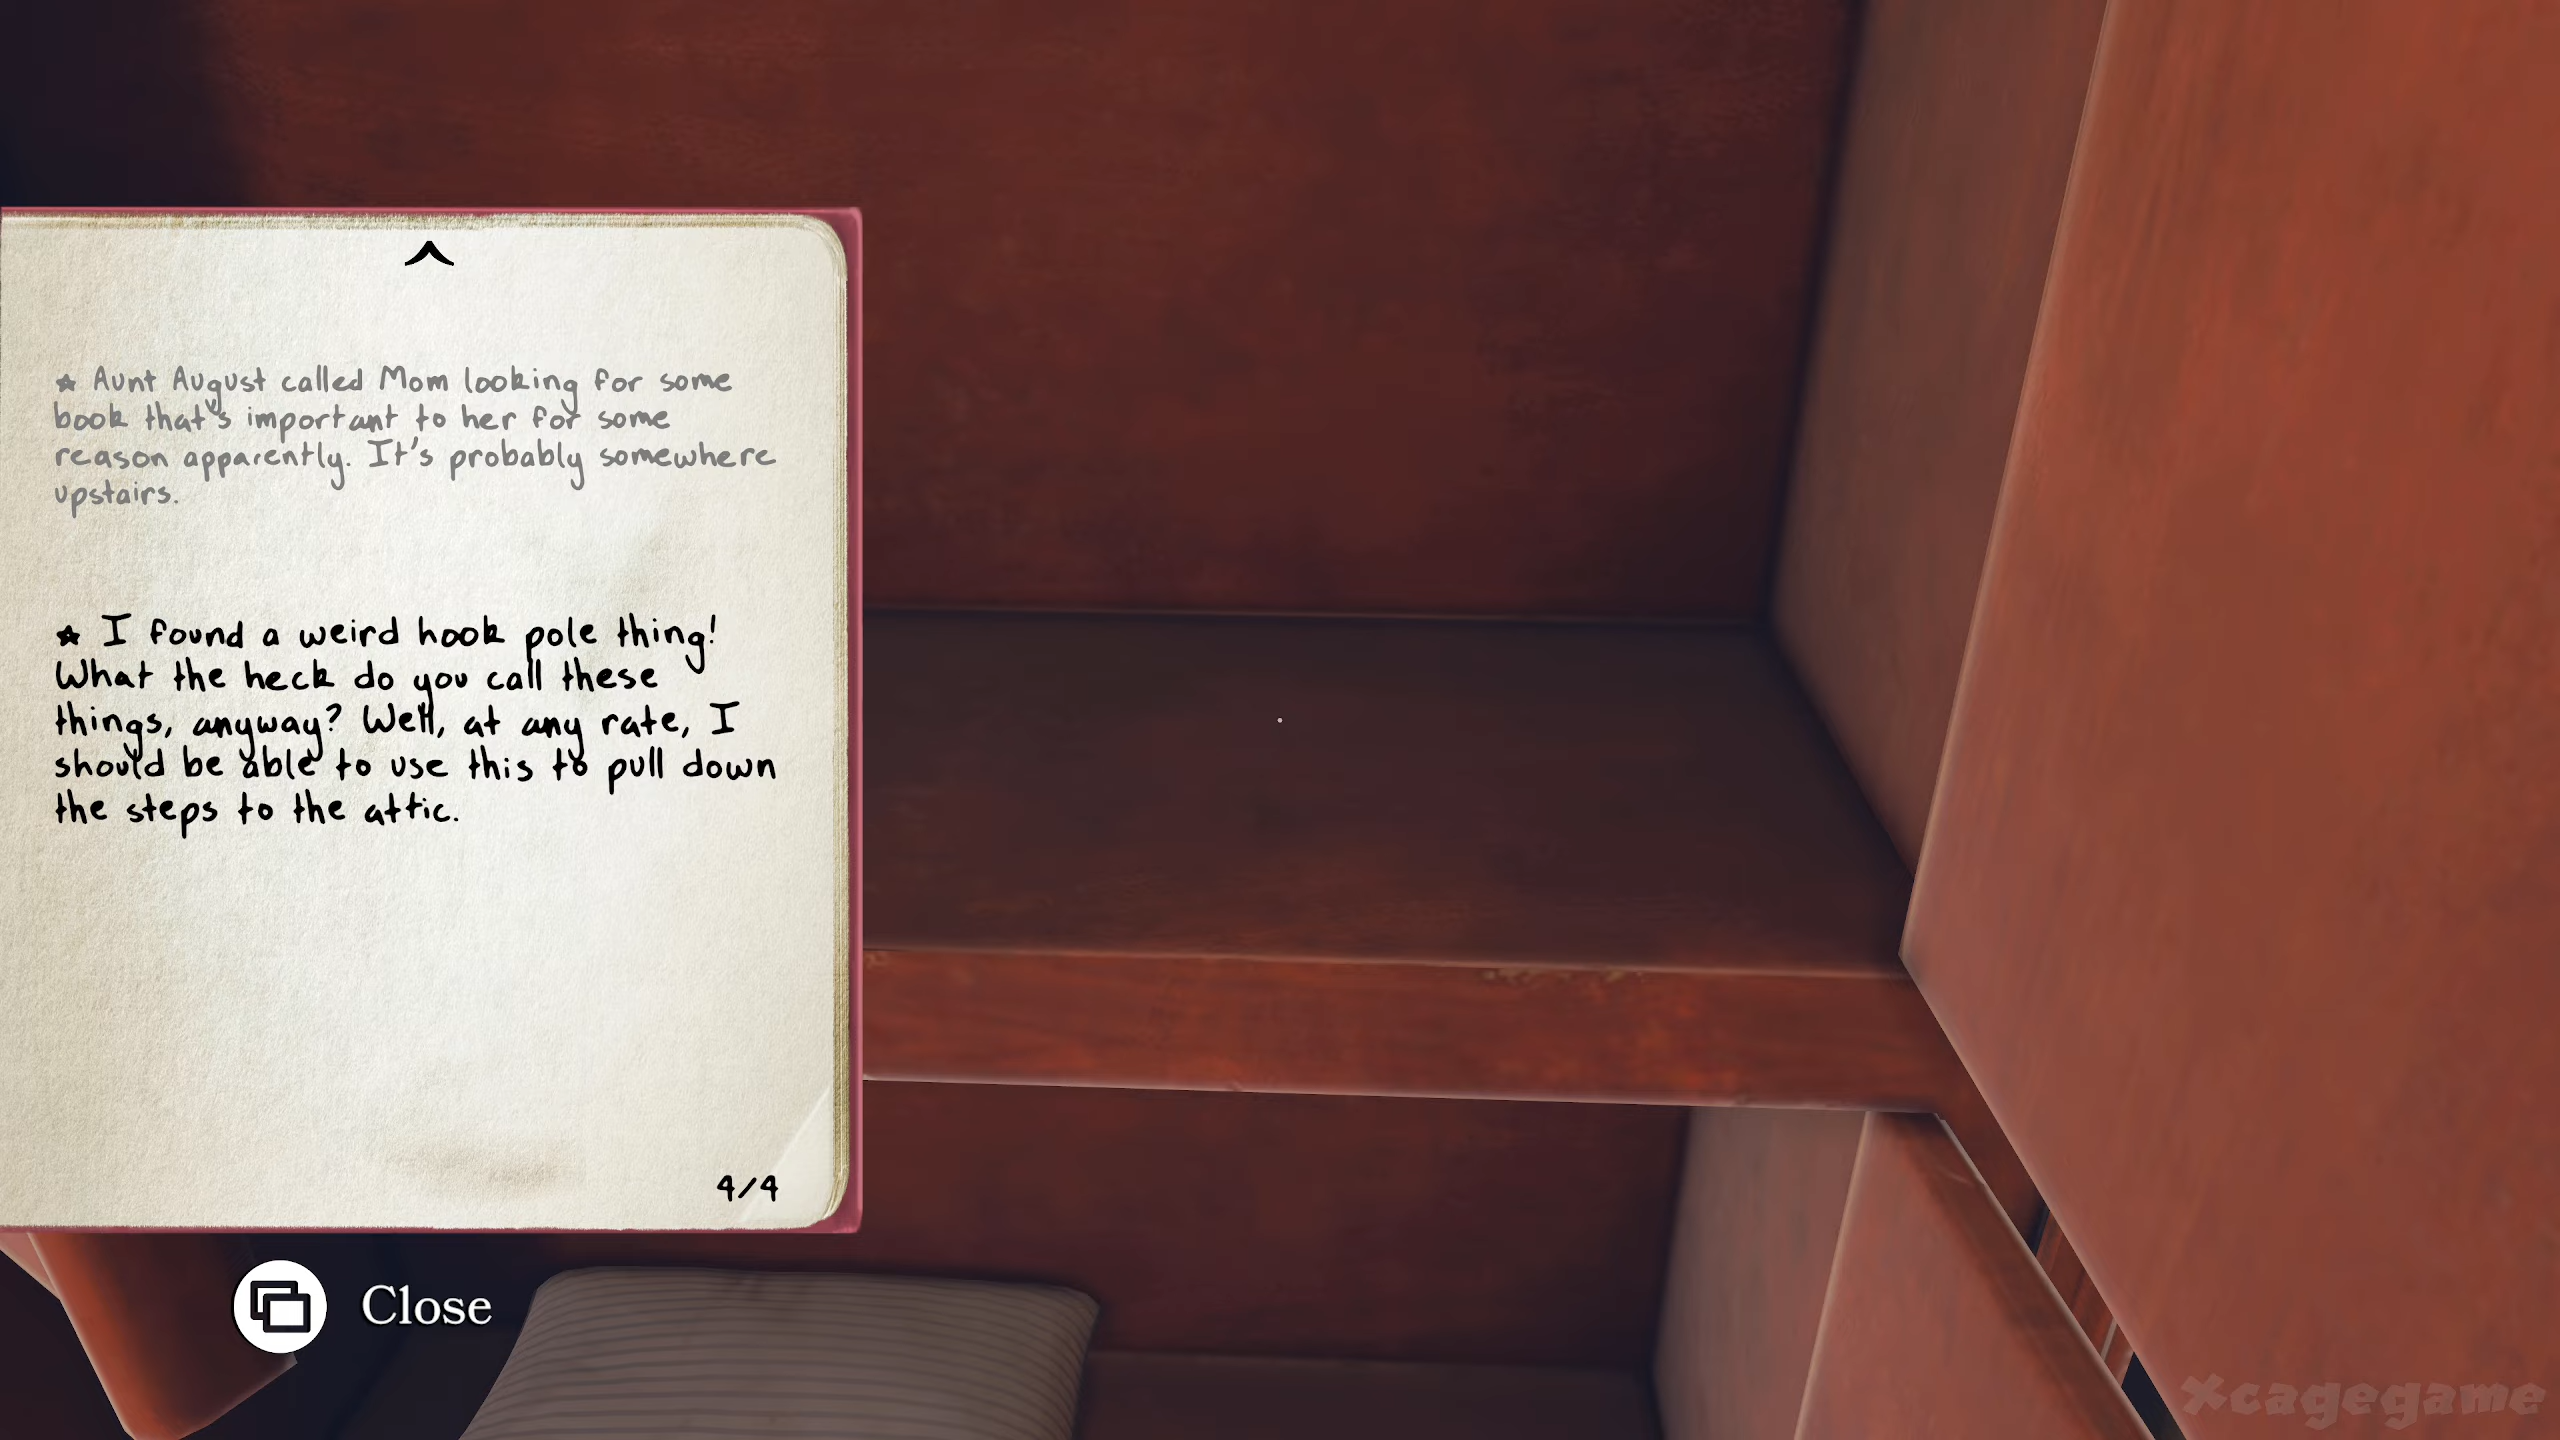 ★ Aunt August called Mom looking for some
book that's important to her for some
reason apparently. It's probably somewhere
upstairs.
★ I found a weird hook pole thing!
What the heck do you call these
things, anyway? Well, at any rate, I
should be able to use this to pull down
the steps to the attic.
4/4
Close
Xcagegame